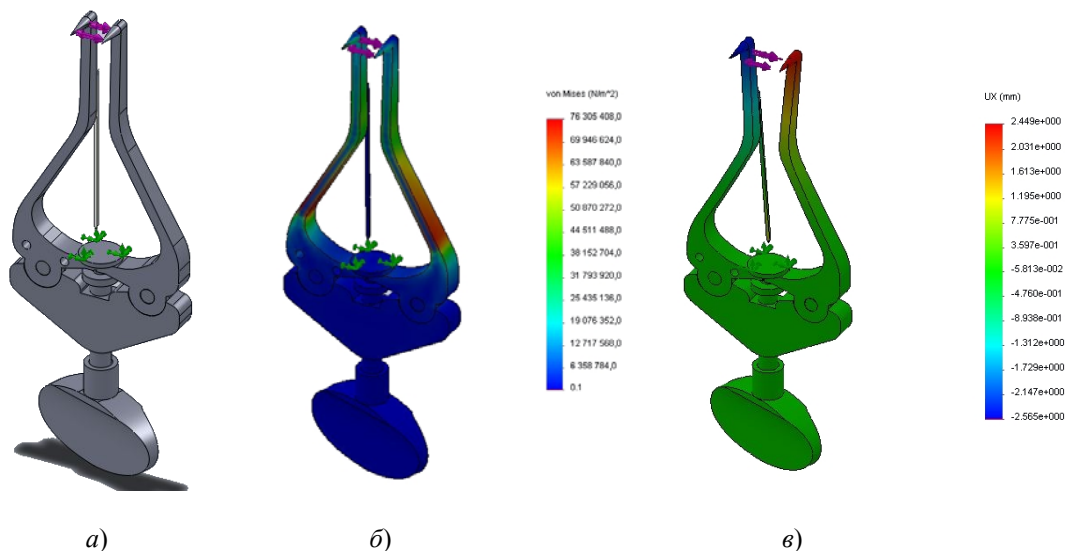 von Mises (N/m^2)
76 305 408,0
69 946 624,0
63 587 840,0
57 229 056,0
50 870 272,0
44 511 488,0
38 152 704,0
31 793 920,0
25 435 136,0
19 076 352,0
12 717 568,0
6 358 784,0
0.1
UX (mm)
2.449e+000
2.031e+000
1.613e+000
1.195e+000
7.775e-001
3.597e-001
-5.813e-002
-4.760e-001
-8.938e-001
-1.312e+000
-1.729e+000
-2.147e+000
-2.565e+000
а) б) в)